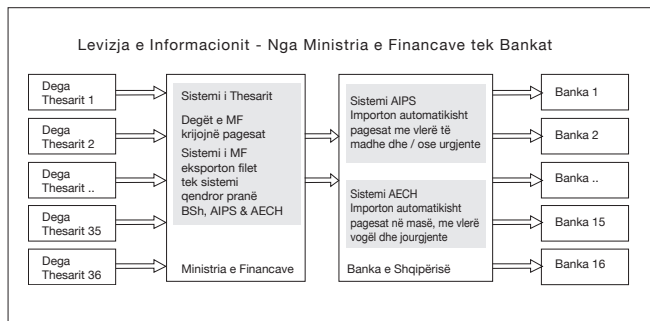 Levizja e Informacionit - Nga Ministria e Financave tek Bankat
Dega
Thesarit 1
Dega
Thesarit 2
Dega
Thesarit ..
Dega
Thesarit 35
Dega
Thesarit 36
Sistemi i Thesarit
Degët e MF
krijojnë pagesat
Sistemi i MF
eksporton filet
tek sistemi
qendror pranë
BSh, AIPS & AECH
Ministria e Financave
Sistemi AIPS
Importon automatikisht
pagesat me vlerë të
madhe dhe / ose urgjente
Sistemi AECH
Importon automatikisht
pagesat në masë, me vlerë
vogël dhe jourgjente
Banka e Shqipërisë
Banka 1
Banka 2
Banka ..
Banka 15
Banka 16